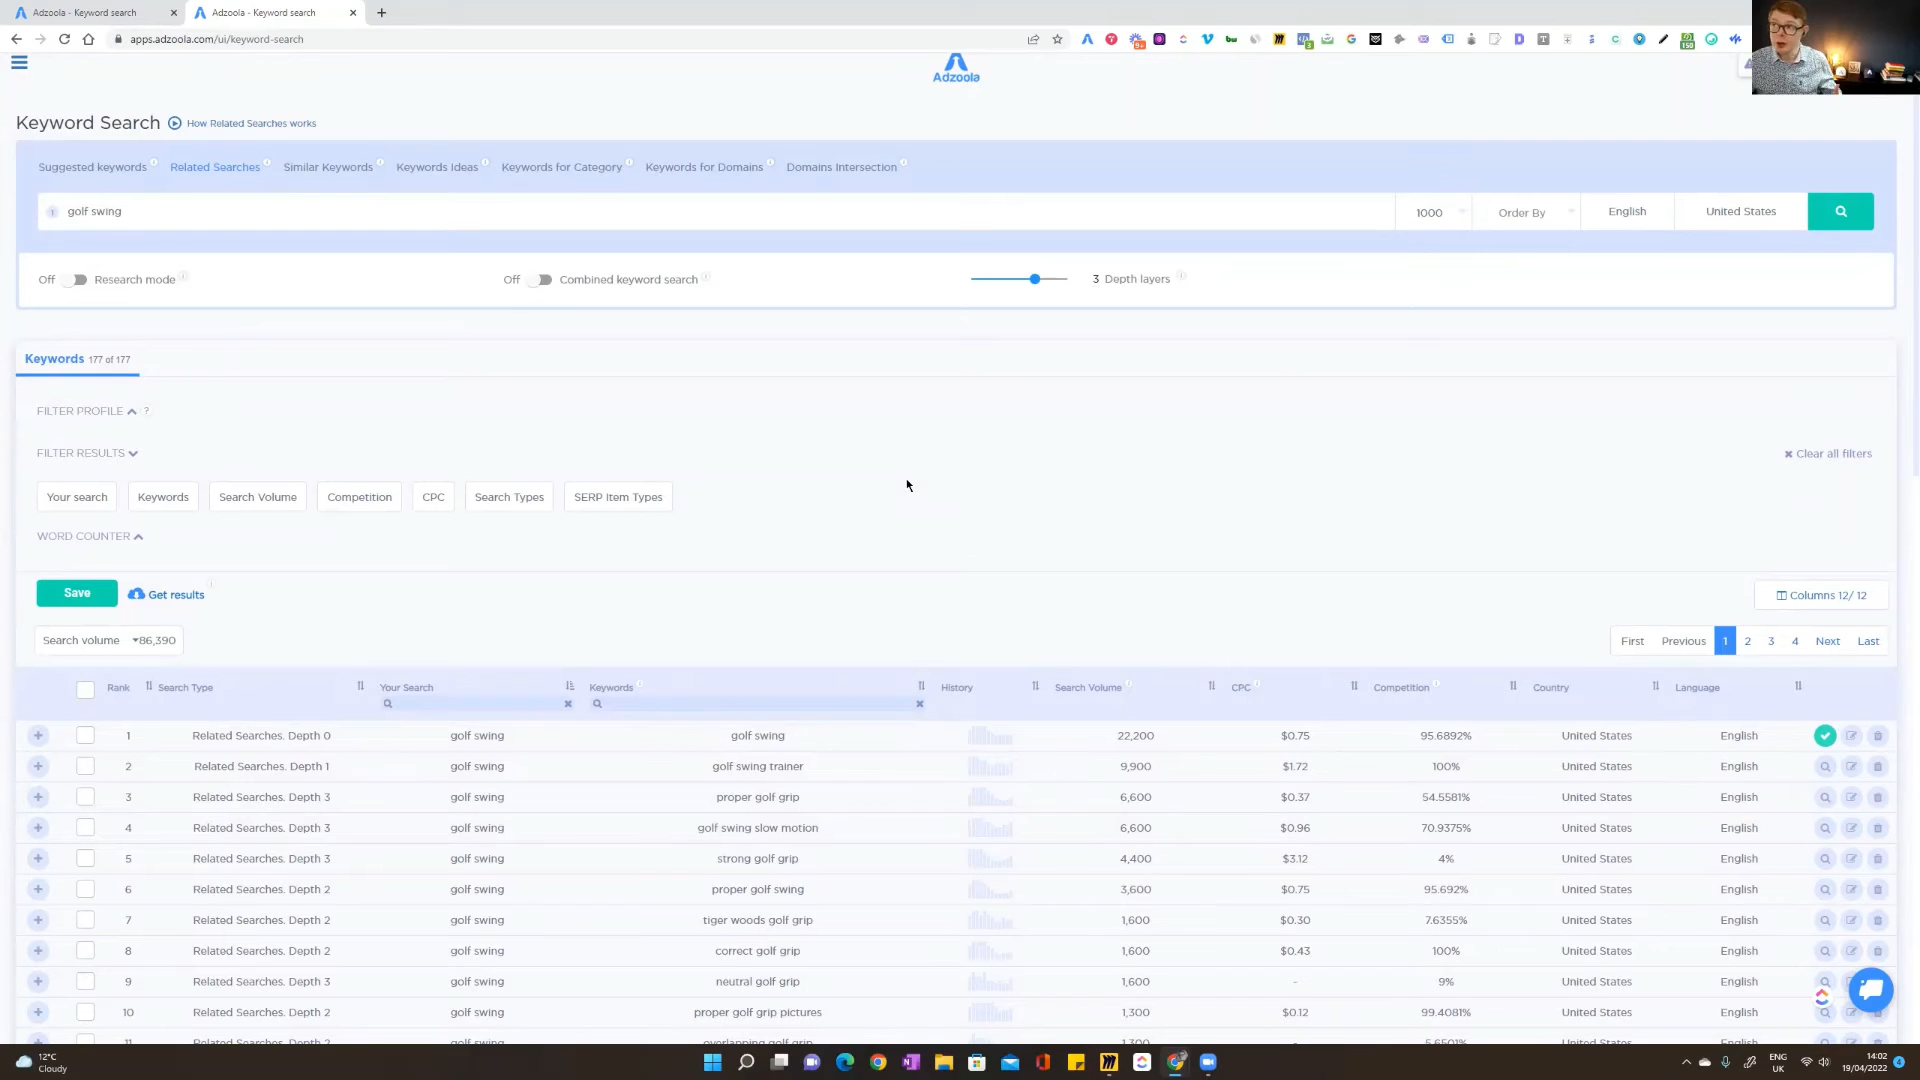 Adzoola - Keyword search
Adzoola - Keyword search
apps.adzoola.com/ui/keyword-search
9+
3
150
Adzoola
Keyword Search How Related Searches works
Suggested keywords Related Searches Similar Keywords Keywords Ideas Keywords for Category Keywords for Domains Domains Intersection
1 golf swing 1000 Order By English United States
Off Research mode Off Combined keyword search 3 Depth layers
Keywords 177 of 177
FILTER PROFILE ?
FILTER RESULTS Clear all filters
Your search Keywords Search Volume Competition CPC Search Types SERP Item Types
WORD COUNTER
Save Get results Columns 12/ 12
Search volume 86,390 First Previous 1 2 3 4 Next Last
Rank Search Type Your Search Keywords History Search Volume CPC Competition Country Language
1 Related Searches. Depth 0 golf swing golf swing 22,200 $0.75 95.6892% United States English
2 Related Searches. Depth 1 golf swing golf swing trainer 9,900 $1.72 100% United States English
3 Related Searches. Depth 3 golf swing proper golf grip 6,600 $0.37 54.5581% United States English
4 Related Searches. Depth 3 golf swing golf swing slow motion 6,600 $0.96 70.9375% United States English
5 Related Searches. Depth 3 golf swing strong golf grip 4,400 $3.12 4% United States English
6 Related Searches. Depth 2 golf swing proper golf swing 3,600 $0.75 95.692% United States English
7 Related Searches. Depth 2 golf swing tiger woods golf grip 1,600 $0.30 7.6355% United States English
8 Related Searches. Depth 2 golf swing correct golf grip 1,600 $0.43 100% United States English
9 Related Searches. Depth 3 golf swing neutral golf grip 1,600 - 9% United States English
10 Related Searches. Depth 2 golf swing proper golf grip pictures 1,300 $0.12 99.4081% United States English
11 Related Searches. Depth 2 golf swing overlapping golf grip 1,300
12°C
Cloudy
ENG
UK
14:02
19/04/2022
4